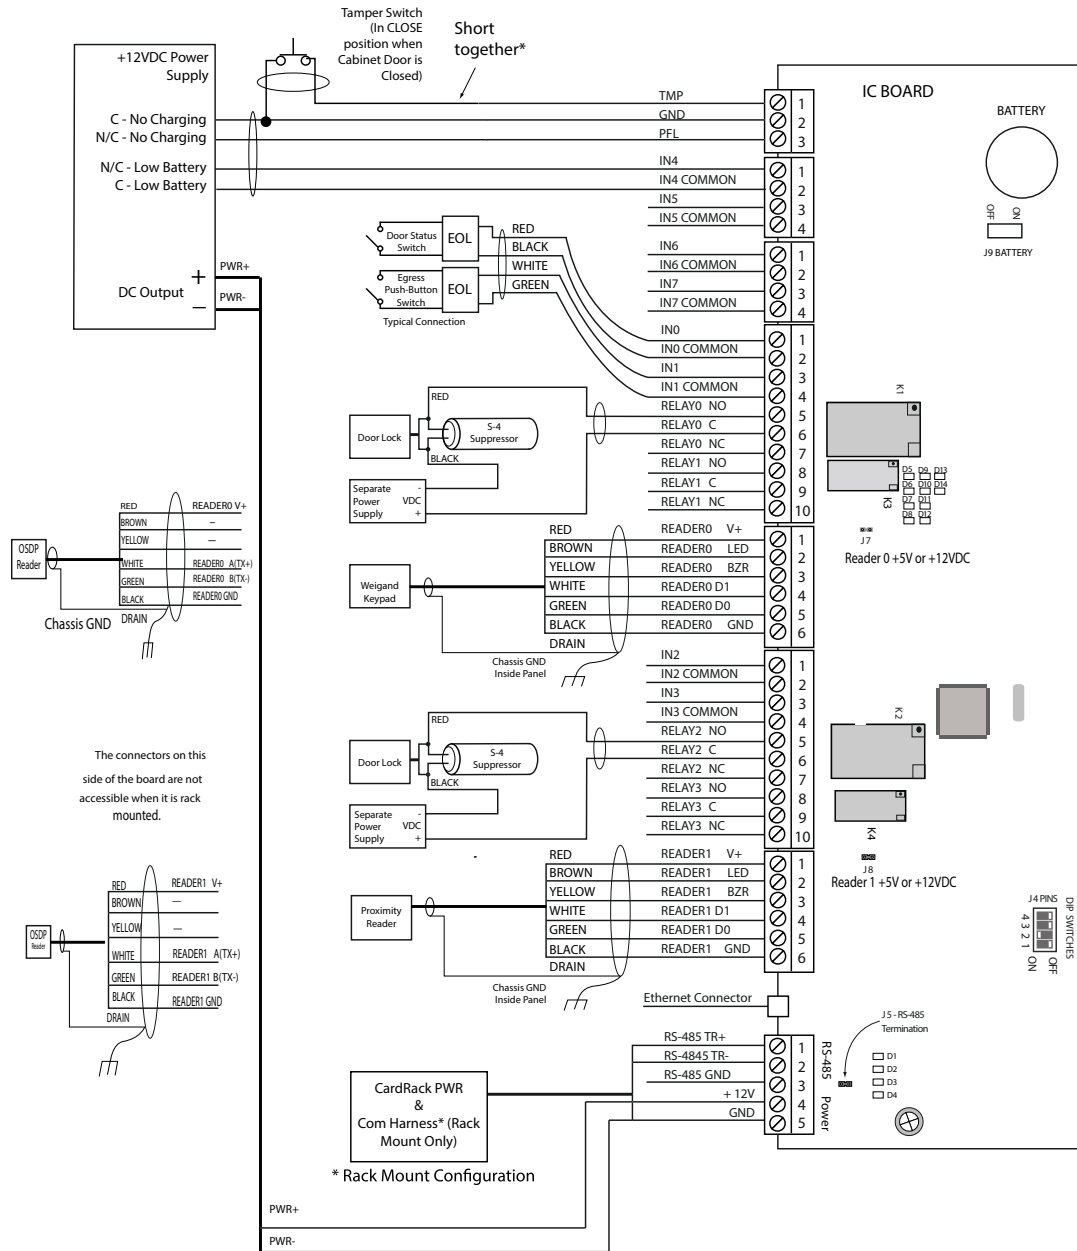 Tamper Switch
(In CLOSE
position when
Cabinet Door is
Closed)
Short
together*
+12VDC Power
Supply
C - No Charging
N/C - No Charging
N/C - Low Battery
C - Low Battery
+
DC Output
—
PWR+
PWR-
TMP
GND
PFL
1
2
3
IC BOARD
BATTERY
OFF
ON
J9 BATTERY
IN4
IN4 COMMON
IN5
IN5 COMMON
1
2
3
4
IN6
IN6 COMMON
IN7
IN7 COMMON
1
2
3
4
Door Status
Switch
EOL
Egress
Push-Button
Switch
EOL
Typical Connection
RED
BLACK
WHITE
GREEN
IN0
IN0 COMMON
IN1
IN1 COMMON
RELAY0 NO
RELAY0 C
RELAY0 NC
RELAY1 NO
RELAY1 C
RELAY1 NC
1
2
3
4
5
6
7
8
9
10
RED
Door Lock
S-4
Suppressor
BLACK
Separate
Power
Supply
-
VDC
+
K1
K3
D5 D9 D13
D6 D10 D14
D7 D11
D8 D12
J7
Reader 0 +5V or +12VDC
OSDP
Reader
RED READER0 V+
BROWN –
YELLOW —
WHITE READER0 A(TX+)
GREEN READER0 B(TX-)
BLACK READER0 GND
DRAIN
Chassis GND
Weigand
Keypad
RED READER0 V+
BROWN READER0 LED
YELLOW READER0 BZR
WHITE READER0 D1
GREEN READER0 D0
BLACK READER0 GND
DRAIN
1
2
3
4
5
6
Chassis GND
Inside Panel
IN2
IN2 COMMON
IN3
IN3 COMMON
RELAY2 NO
RELAY2 C
RELAY2 NC
RELAY3 NO
RELAY3 C
RELAY3 NC
1
2
3
4
5
6
7
8
9
10
RED
Door Lock
S-4
Suppressor
BLACK
Separate
Power
Supply
-
VDC
+
K2
K4
J8
Reader 1 +5V or +12VDC
The connectors on this
side of the board are not
accessible when it is rack
mounted.
OSDP
Reader
RED READER1 V+
BROWN —
YELLOW —
WHITE READER1 A(TX+)
GREEN READER1 B(TX-)
BLACK READER1 GND
DRAIN
Proximity
Reader
RED READER1 V+
BROWN READER1 LED
YELLOW READER1 BZR
WHITE READER1 D1
GREEN READER1 D0
BLACK READER1 GND
DRAIN
1
2
3
4
5
6
Chassis GND
Inside Panel
J4 PINS
4 3 2 1
ON
OFF
DIP SWITCHES
Ethernet Connector
RS-485 TR+
RS-4845 TR-
RS-485 GND
+ 12V
GND
1
2
3
4
5
RS-485 Power
J5 - RS-485
Termination
D1
D2
D3
D4
CardRack PWR
&
Com Harness* (Rack
Mount Only)
* Rack Mount Configuration
PWR+
PWR-